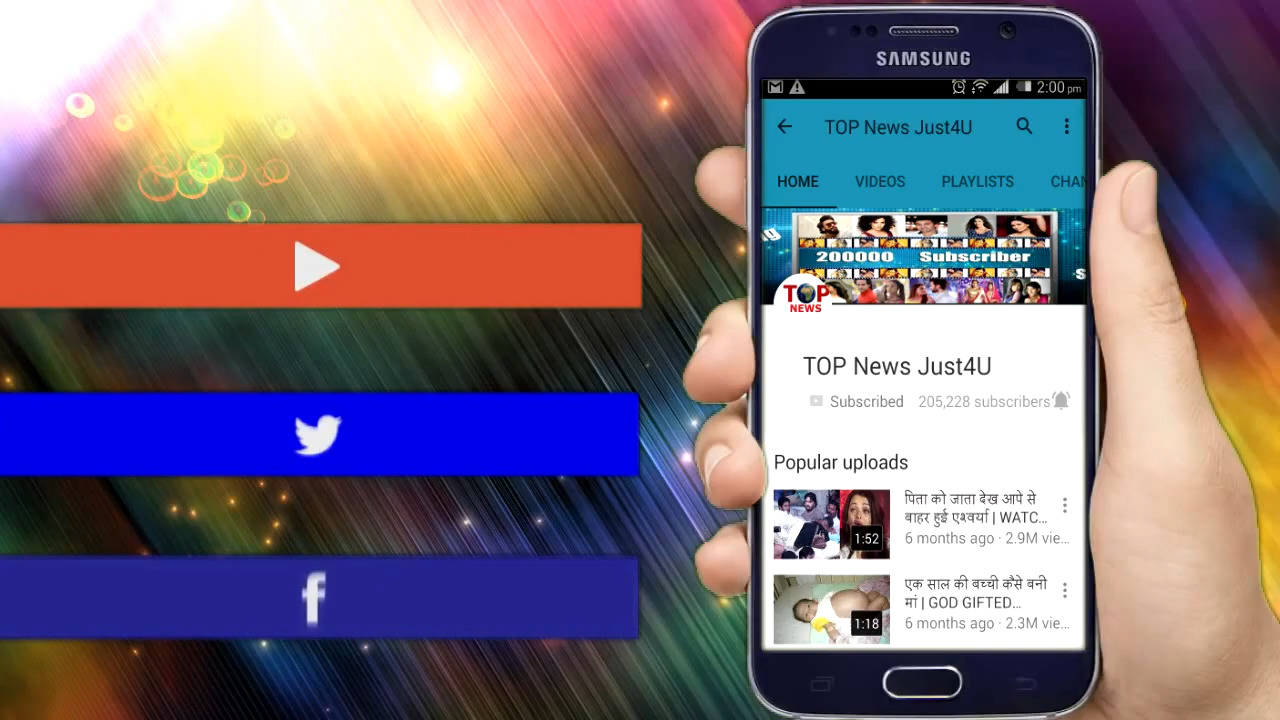 SAMSUNG
2:00 pm
TOP News Just4U
HOME VIDEOS PLAYLISTS CHAN
200000 Subscriber
TOP
NEWS
TOP News Just4U
Subscribed 205,228 subscribers
Popular uploads
पिता को जाता देख आपे से
बाहर हुई एश्वर्या | WATC...
1:52
6 months ago · 2.9M vie...
एक साल की बच्ची कैसे बनी
मां | GOD GIFTED...
1:18
6 months ago · 2.3M vie...